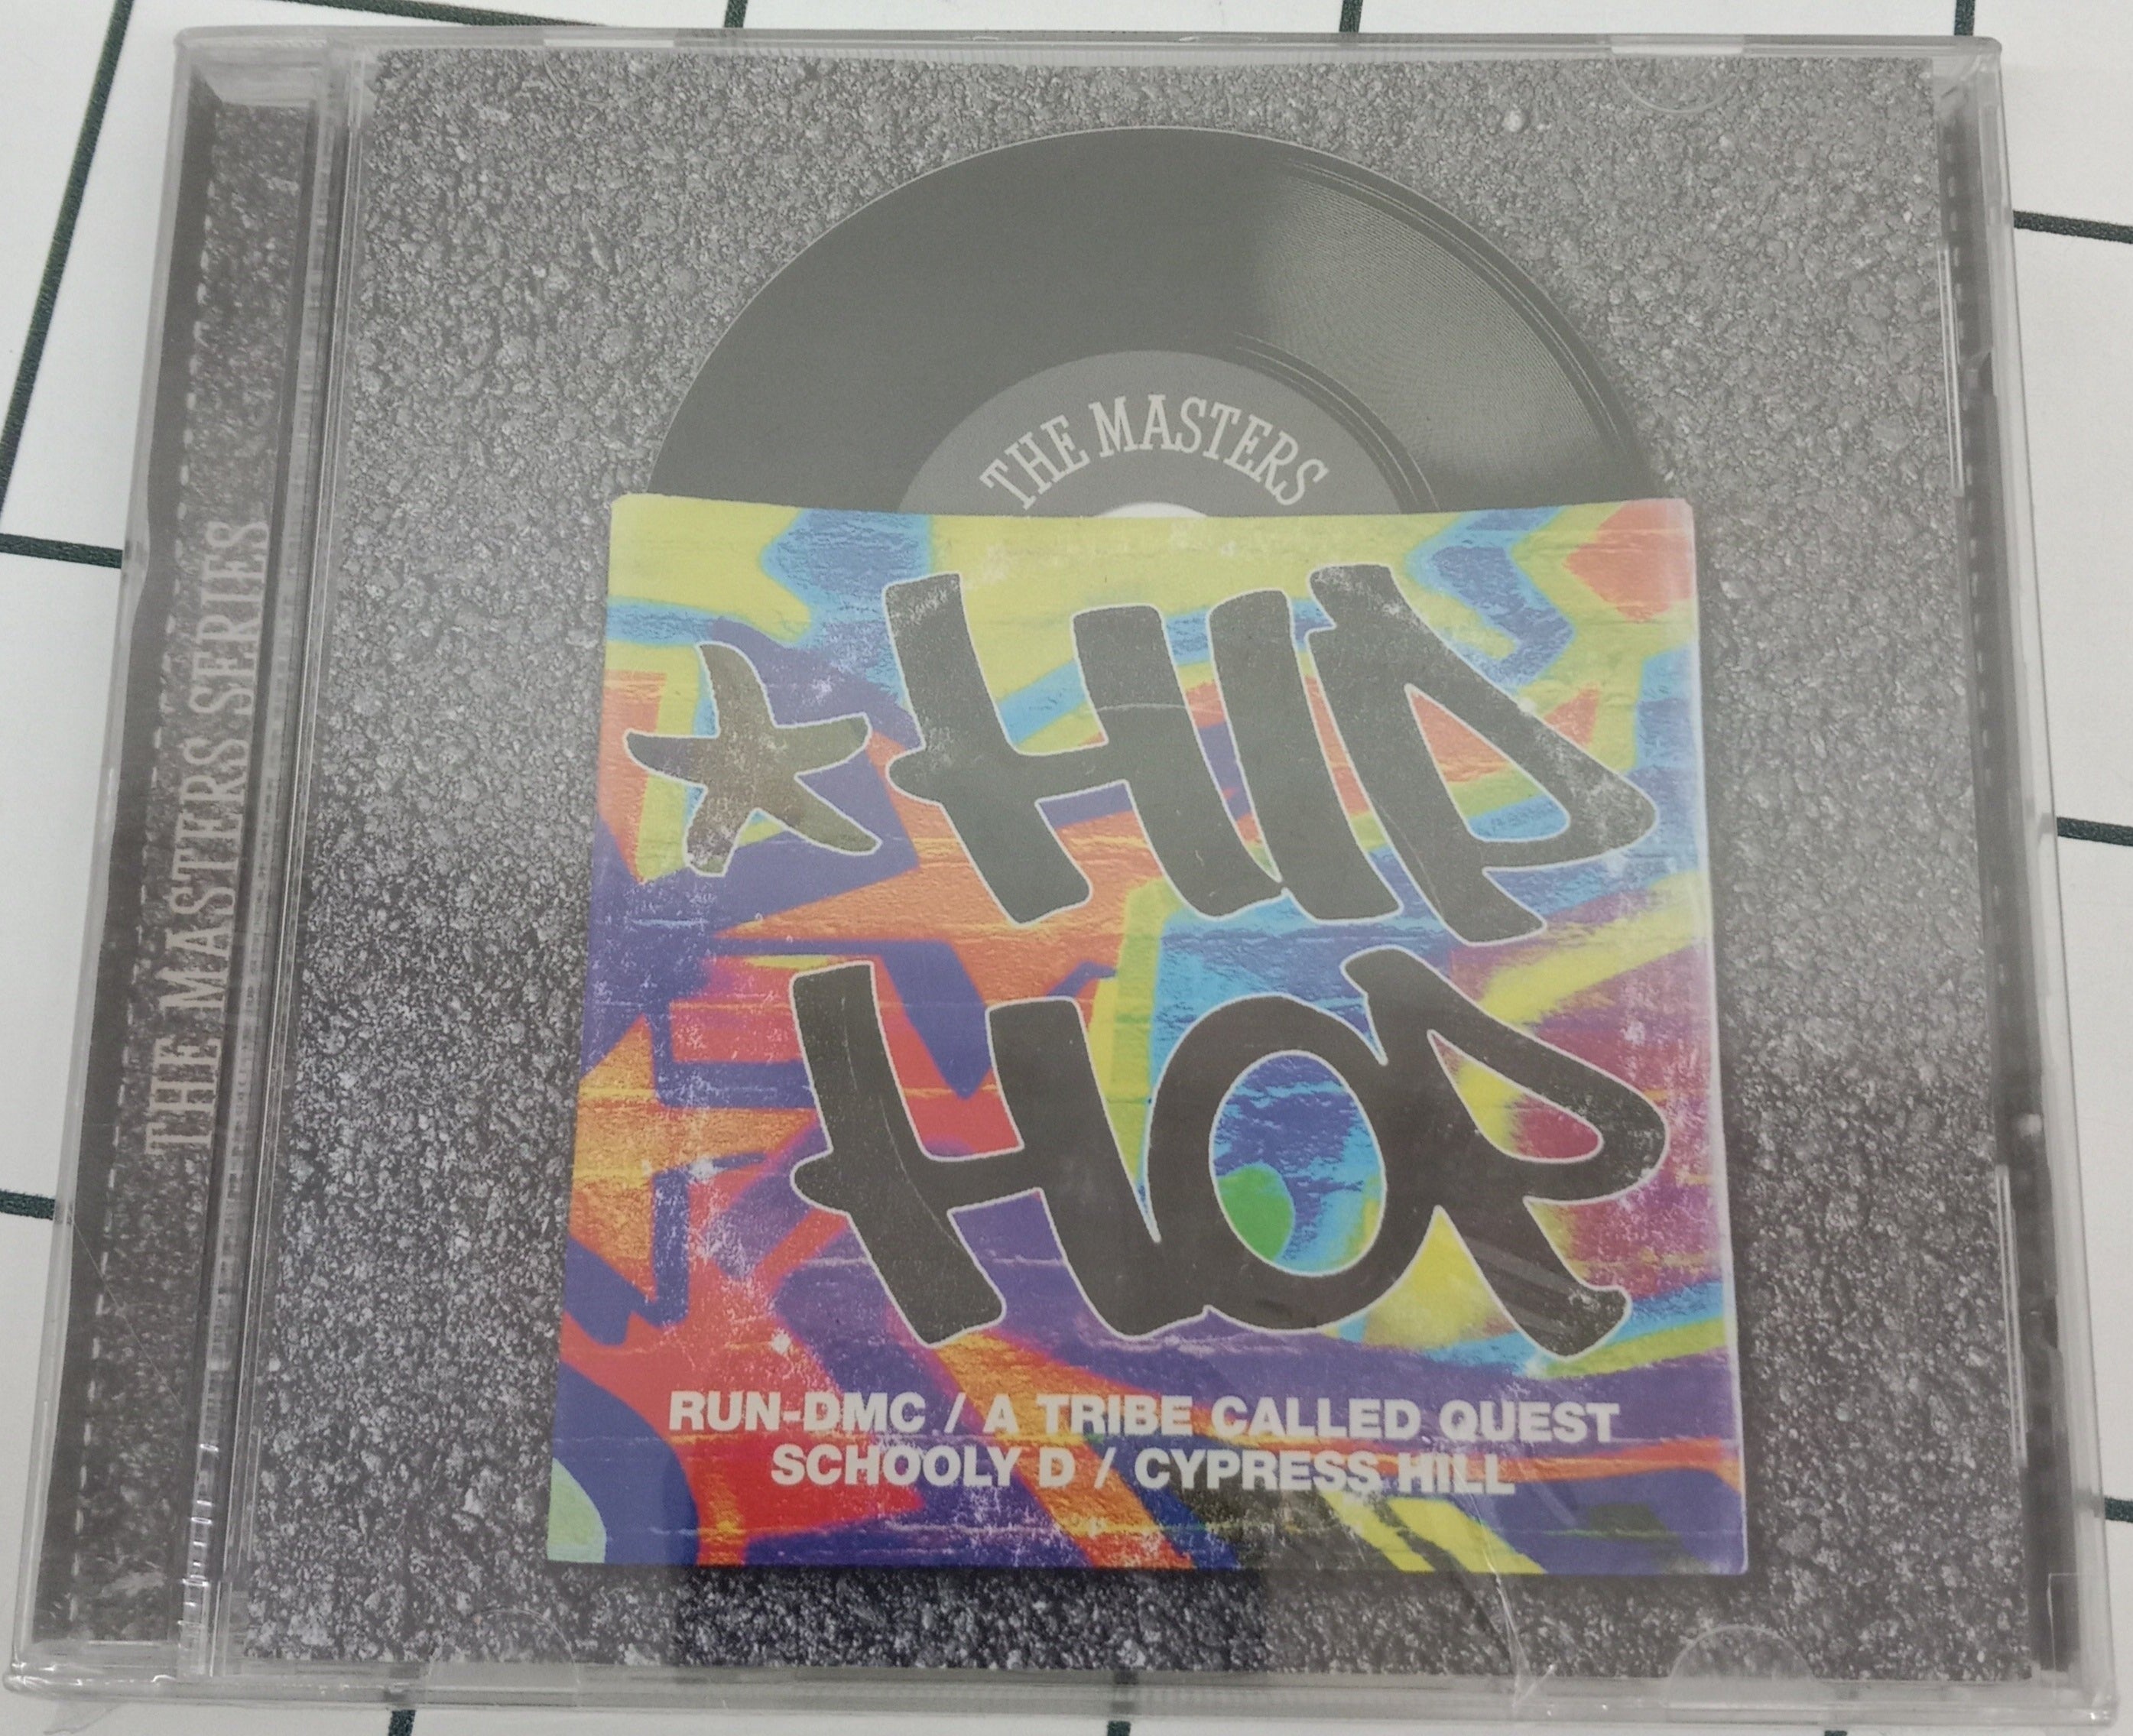 THE MASTERS SERIES
THE MASTERS
HIP
HOP
RUN-DMC / A TRIBE CALLED QUEST
SCHOOLY D / CYPRESS HILL